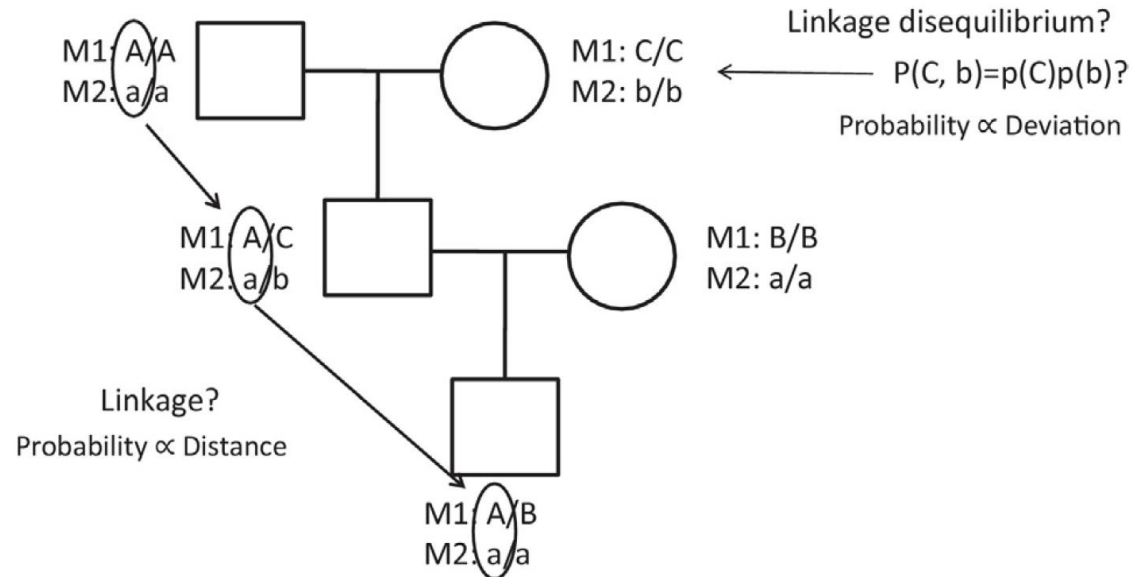 M1: A/A
M2: a/a
M1: C/C
M2: b/b
Linkage disequilibrium?
P(C, b)=p(C)p(b)?
Probability ∝ Deviation
M1: A/C
M2: a/b
M1: B/B
M2: a/a
Linkage?
Probability ∝ Distance
M1: A/B
M2: a/a